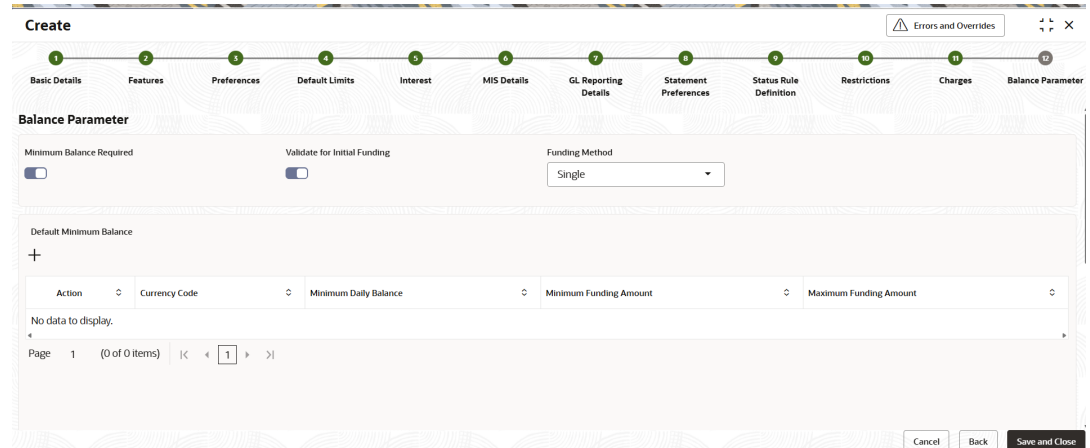 Create
Errors and Overrides
1 2 3 4 5 6 7 8 9 10 11 12
Basic Details Features Preferences Default Limits Interest MIS Details GL Reporting Details Statement Preferences Status Rule Definition Restrictions Charges Balance Parameter
Balance Parameter
Minimum Balance Required Validate for Initial Funding Funding Method
Single
Default Minimum Balance
Action Currency Code Minimum Daily Balance Minimum Funding Amount Maximum Funding Amount
No data to display.
Page 1 (0 of 0 items) 1
Cancel Back Save and Close